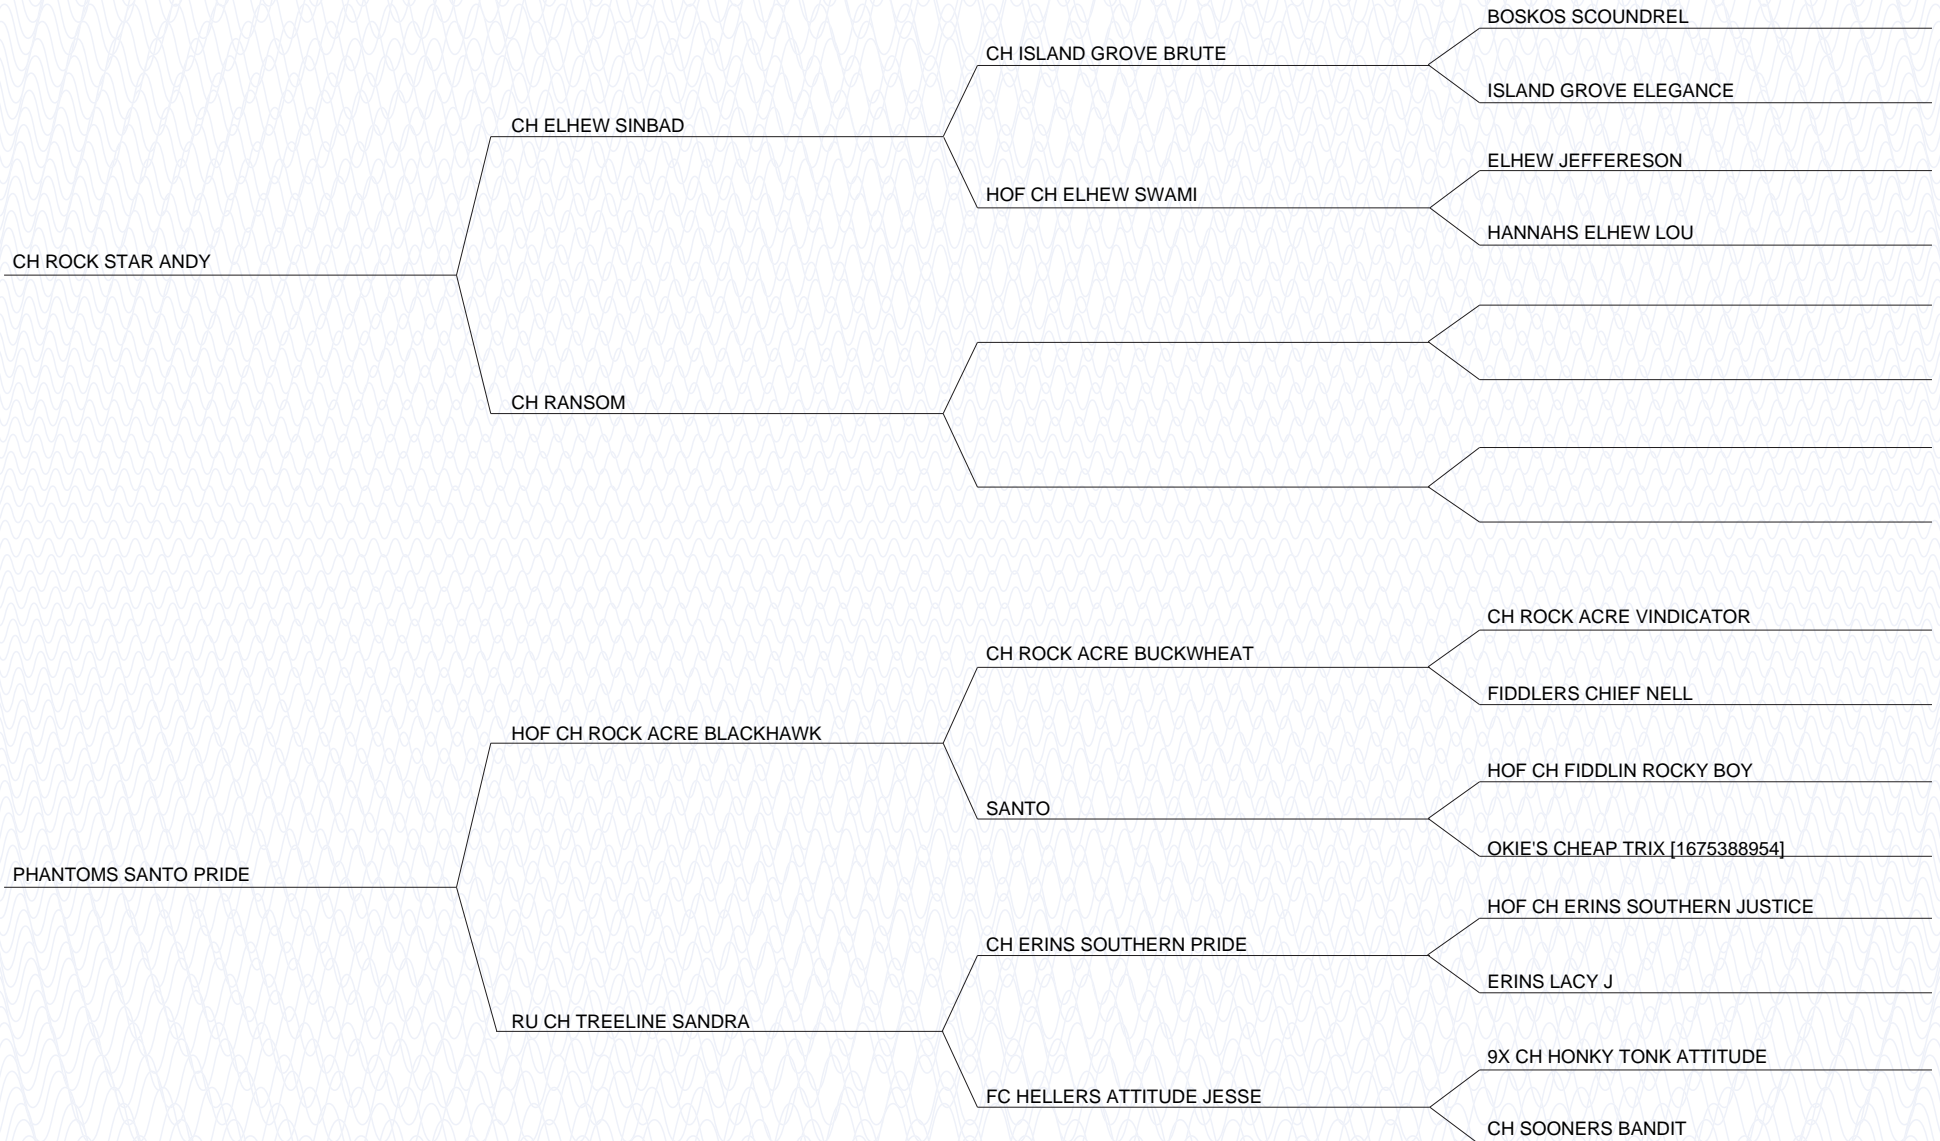 BOSKOS SCOUNDREL
CH ISLAND GROVE BRUTE
ISLAND GROVE ELEGANCE
CH ELHEW SINBAD
ELHEW JEFFERESON
HOF CH ELHEW SWAMI
HANNAHS ELHEW LOU
CH ROCK STAR ANDY
CH RANSOM
CH ROCK ACRE VINDICATOR
CH ROCK ACRE BUCKWHEAT
FIDDLERS CHIEF NELL
HOF CH ROCK ACRE BLACKHAWK
HOF CH FIDDLIN ROCKY BOY
SANTO
OKIE'S CHEAP TRIX [1675388954]
PHANTOMS SANTO PRIDE
HOF CH ERINS SOUTHERN JUSTICE
CH ERINS SOUTHERN PRIDE
ERINS LACY J
RU CH TREELINE SANDRA
9X CH HONKY TONK ATTITUDE
FC HELLERS ATTITUDE JESSE
CH SOONERS BANDIT